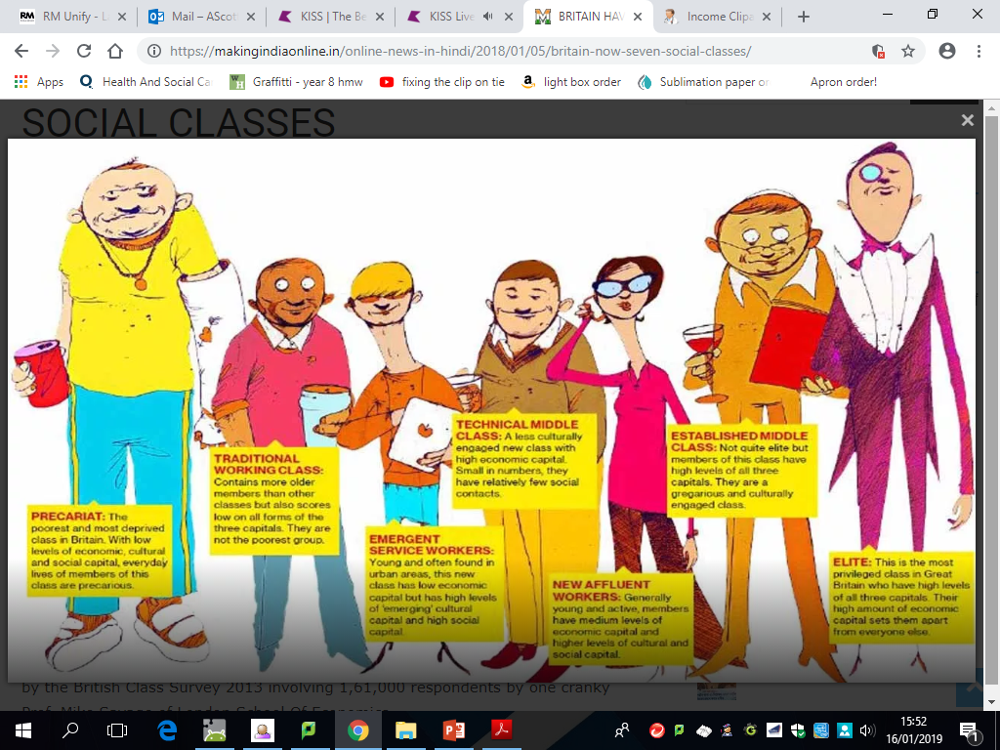 RM Unify - L
Mail – AScot
KISS | The Be
KISS Live
BRITAIN HAV
Income Clipa
https://makingindiaonline.in/online-news-in-hindi/2018/01/05/britain-now-seven-social-classes/
Apps
Health And Social Ca
Graffitti - year 8 hmw
fixing the clip on tie
light box order
Sublimation paper or
Apron order!
SOCIAL CLASSES
PRECARIAT: The
poorest and most deprived
class in Britain. With low
levels of economic, cultural
and social capital, everyday
lives of members of this
class are precarious.
TRADITIONAL
WORKING CLASS:
Contains more older
members than other
classes but also scores
low on all forms of the
three capitals. They are
not the poorest group.
EMERGENT
SERVICE WORKERS:
Young and often found in
urban areas, this new
class has low economic
capital but has high levels
of 'emerging' cultural
capital and high social
capital.
TECHNICAL MIDDLE
CLASS: A less culturally
engaged new class with
high economic capital.
Small in numbers, they
have relatively few social
contacts.
NEW AFFLUENT
WORKERS: Generally
young and active, members
have medium levels of
economic capital and
higher levels of cultural and
social capital.
ESTABLISHED MIDDLE
CLASS: Not quite elite but
members of this class have
high levels of all three
capitals. They are a
gregarious and culturally
engaged class.
ELITE: This is the most
privileged class in Great
Britain who have high levels
of all three capitals. Their
high amount of economic
capital sets them apart
from everyone else.
by the British Class Survey 2013 involving 1,61,000 respondents by one cranky
Prof. Mike Savage of London School Of Economics
15:52
16/01/2019
1